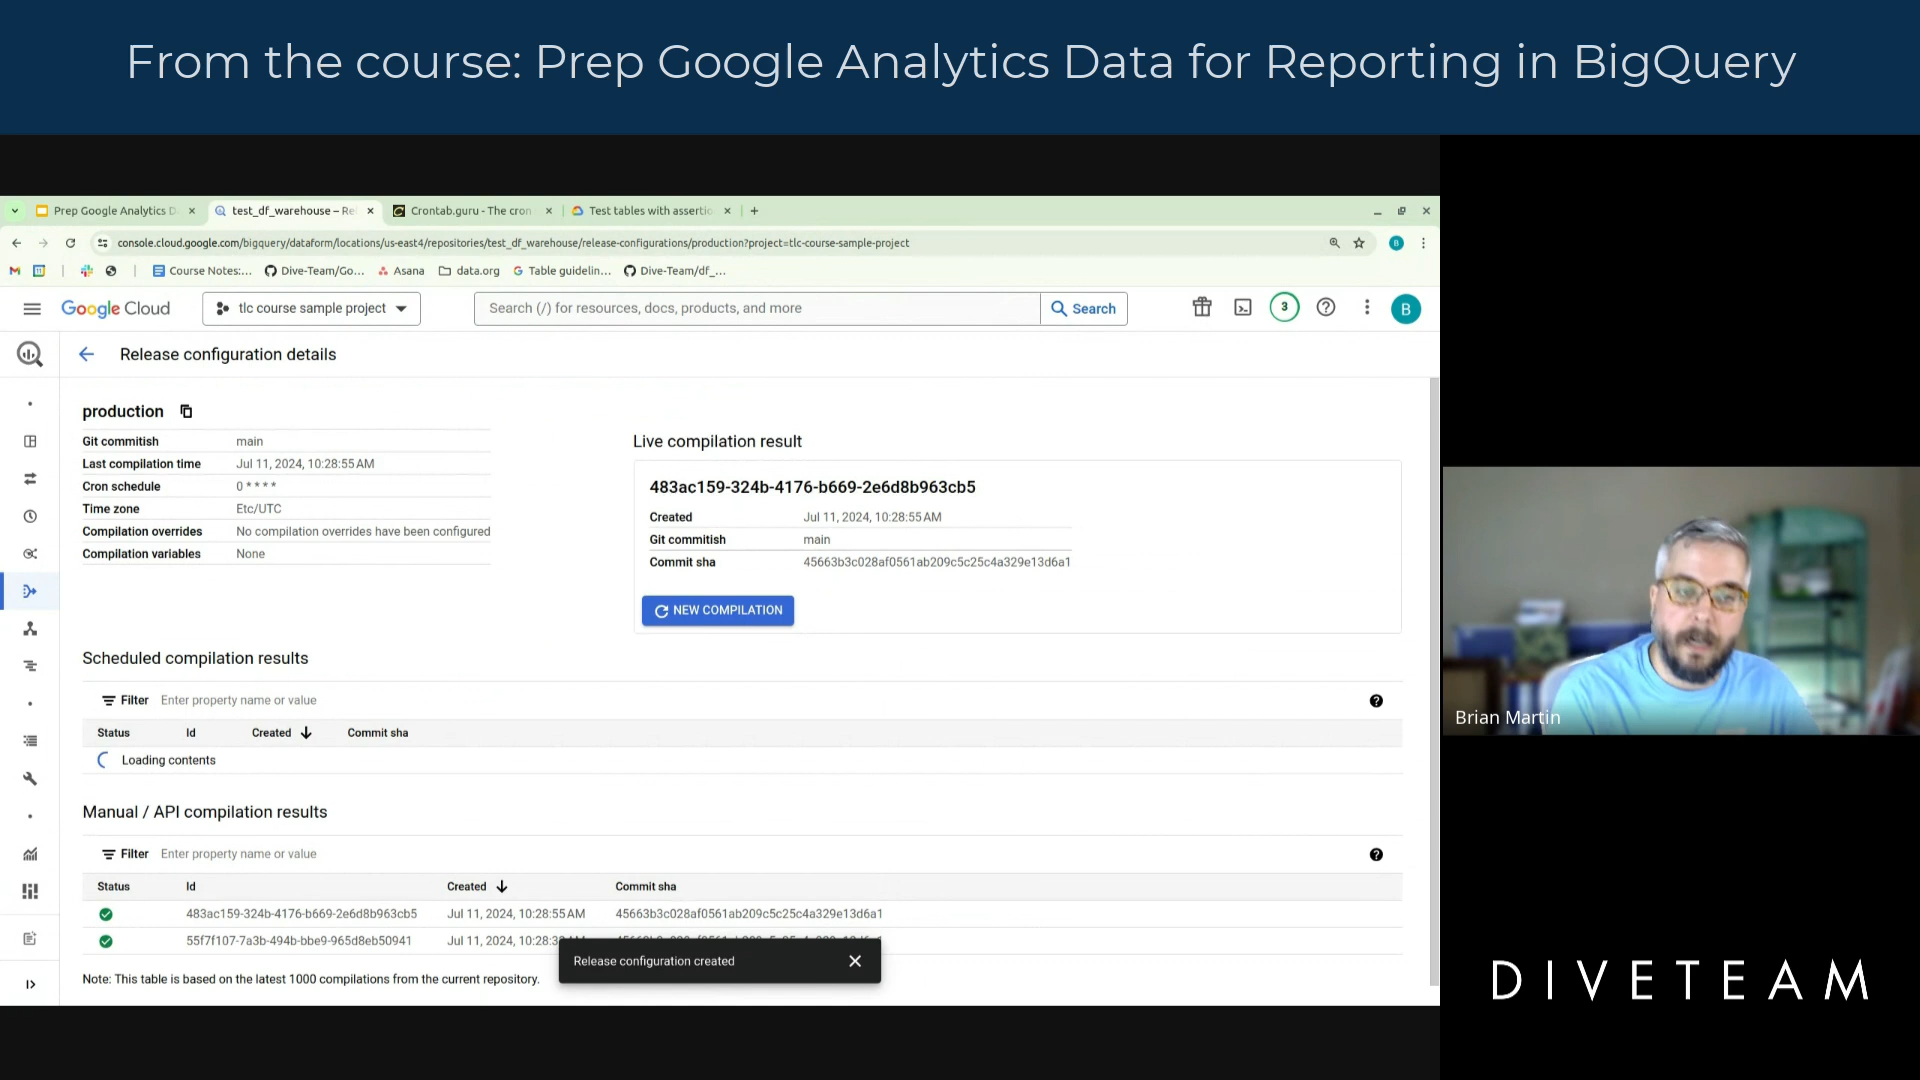 From the course: Prep Google Analytics Data for Reporting in BigQuery
Prep Google Analytics D
test_df_warehouse – Re
Crontab.guru - The cron
Test tables with assertio
console.cloud.google.com/bigquery/dataform/locations/us-east4/repositories/test_df_warehouse/release-configurations/production?project=tlc-course-sample-project
B
Course Notes:...
Dive-Team/Go...
Asana
data.org
Table guidelin...
Dive-Team/df_...
Google Cloud
tlc course sample project
Search (/) for resources, docs, products, and more
Search
3
B
Release configuration details
production
Git commitish main
Last compilation time Jul 11, 2024, 10:28:55 AM
Cron schedule 0 * * * *
Time zone Etc/UTC
Compilation overrides No compilation overrides have been configured
Compilation variables None
Live compilation result
483ac159-324b-4176-b669-2e6d8b963cb5
Created Jul 11, 2024, 10:28:55 AM
Git commitish main
Commit sha 45663b3c028af0561ab209c5c25c4a329e13d6a1
NEW COMPILATION
Scheduled compilation results
Filter Enter property name or value
Status Id Created Commit sha
Loading contents
Manual / API compilation results
Filter Enter property name or value
Status Id Created Commit sha
483ac159-324b-4176-b669-2e6d8b963cb5 Jul 11, 2024, 10:28:55 AM 45663b3c028af0561ab209c5c25c4a329e13d6a1
55f7f107-7a3b-494b-bbe9-965d8eb50941 Jul 11, 2024,
Release configuration created
Note: This table is based on the latest 1000 compilations from the current repository.
Brian Martin
DIVETEAM